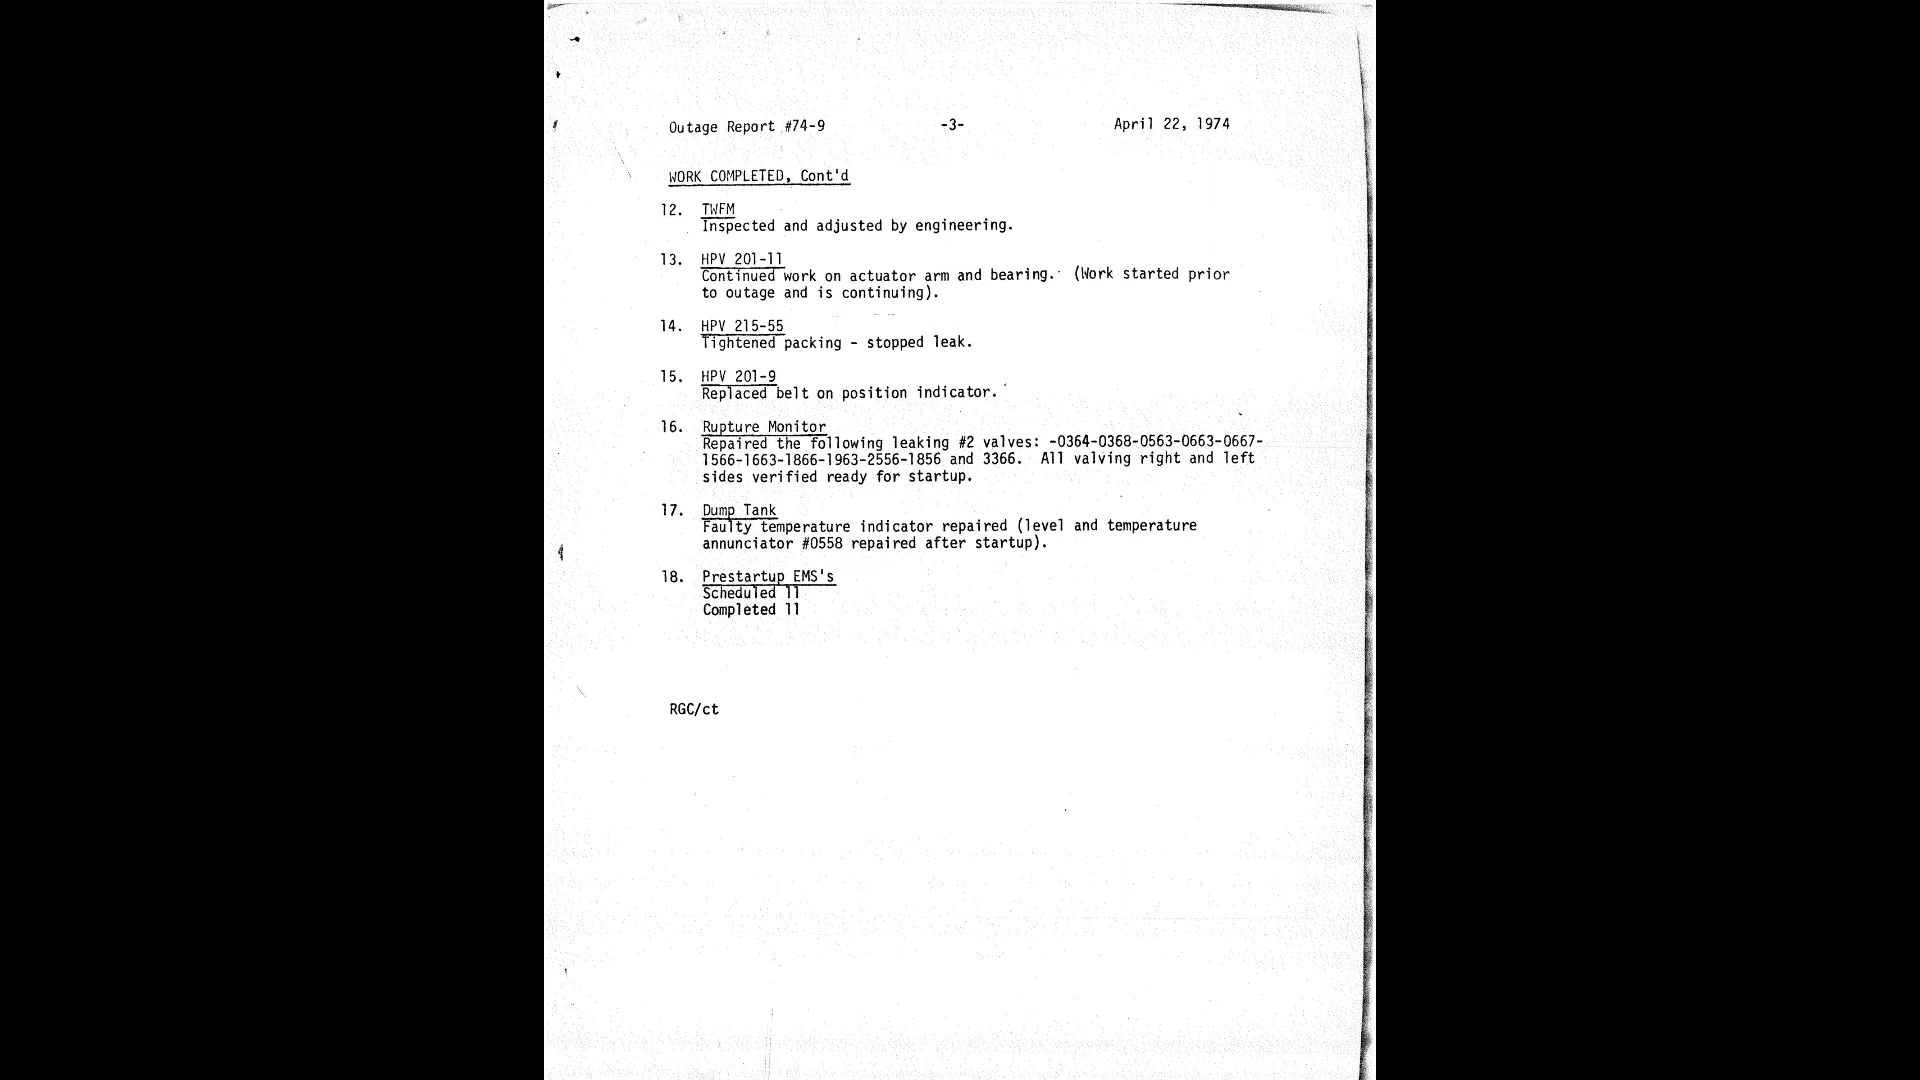 Outage Report #74-9 -3- April 22, 1974
WORK COMPLETED, Cont'd
12. TWFM
Inspected and adjusted by engineering.
13. HPV 201-11
Continued work on actuator arm and bearing. (Work started prior
to outage and is continuing).
14. HPV 215-55
Tightened packing - stopped leak.
15. HPV 201-9
Replaced belt on position indicator.
16. Rupture Monitor
Repaired the following leaking #2 valves: -0364-0368-0563-0663-0667-
1566-1663-1866-1963-2556-1856 and 3366. All valving right and left
sides verified ready for startup.
17. Dump Tank
Faulty temperature indicator repaired (level and temperature
annunciator #0558 repaired after startup).
18. Prestartup EMS's
Scheduled 11
Completed 11
RGC/ct